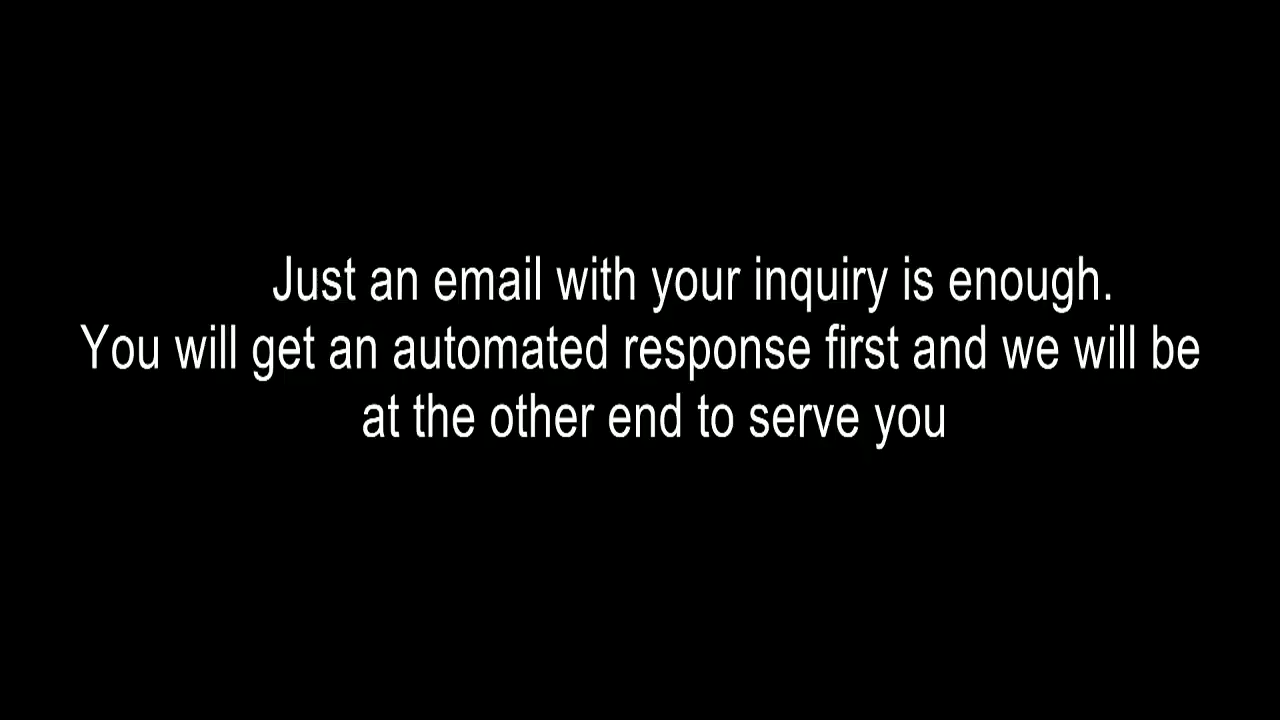 Just an email with your inquiry is enough.
You will get an automated response first and we will be
at the other end to serve you